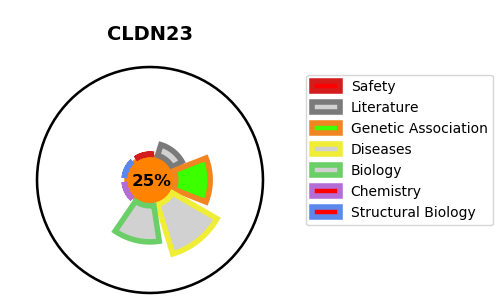 CLDN23
Safety
Literature
Genetic Association
Diseases
Biology
Chemistry
Structural Biology
25%